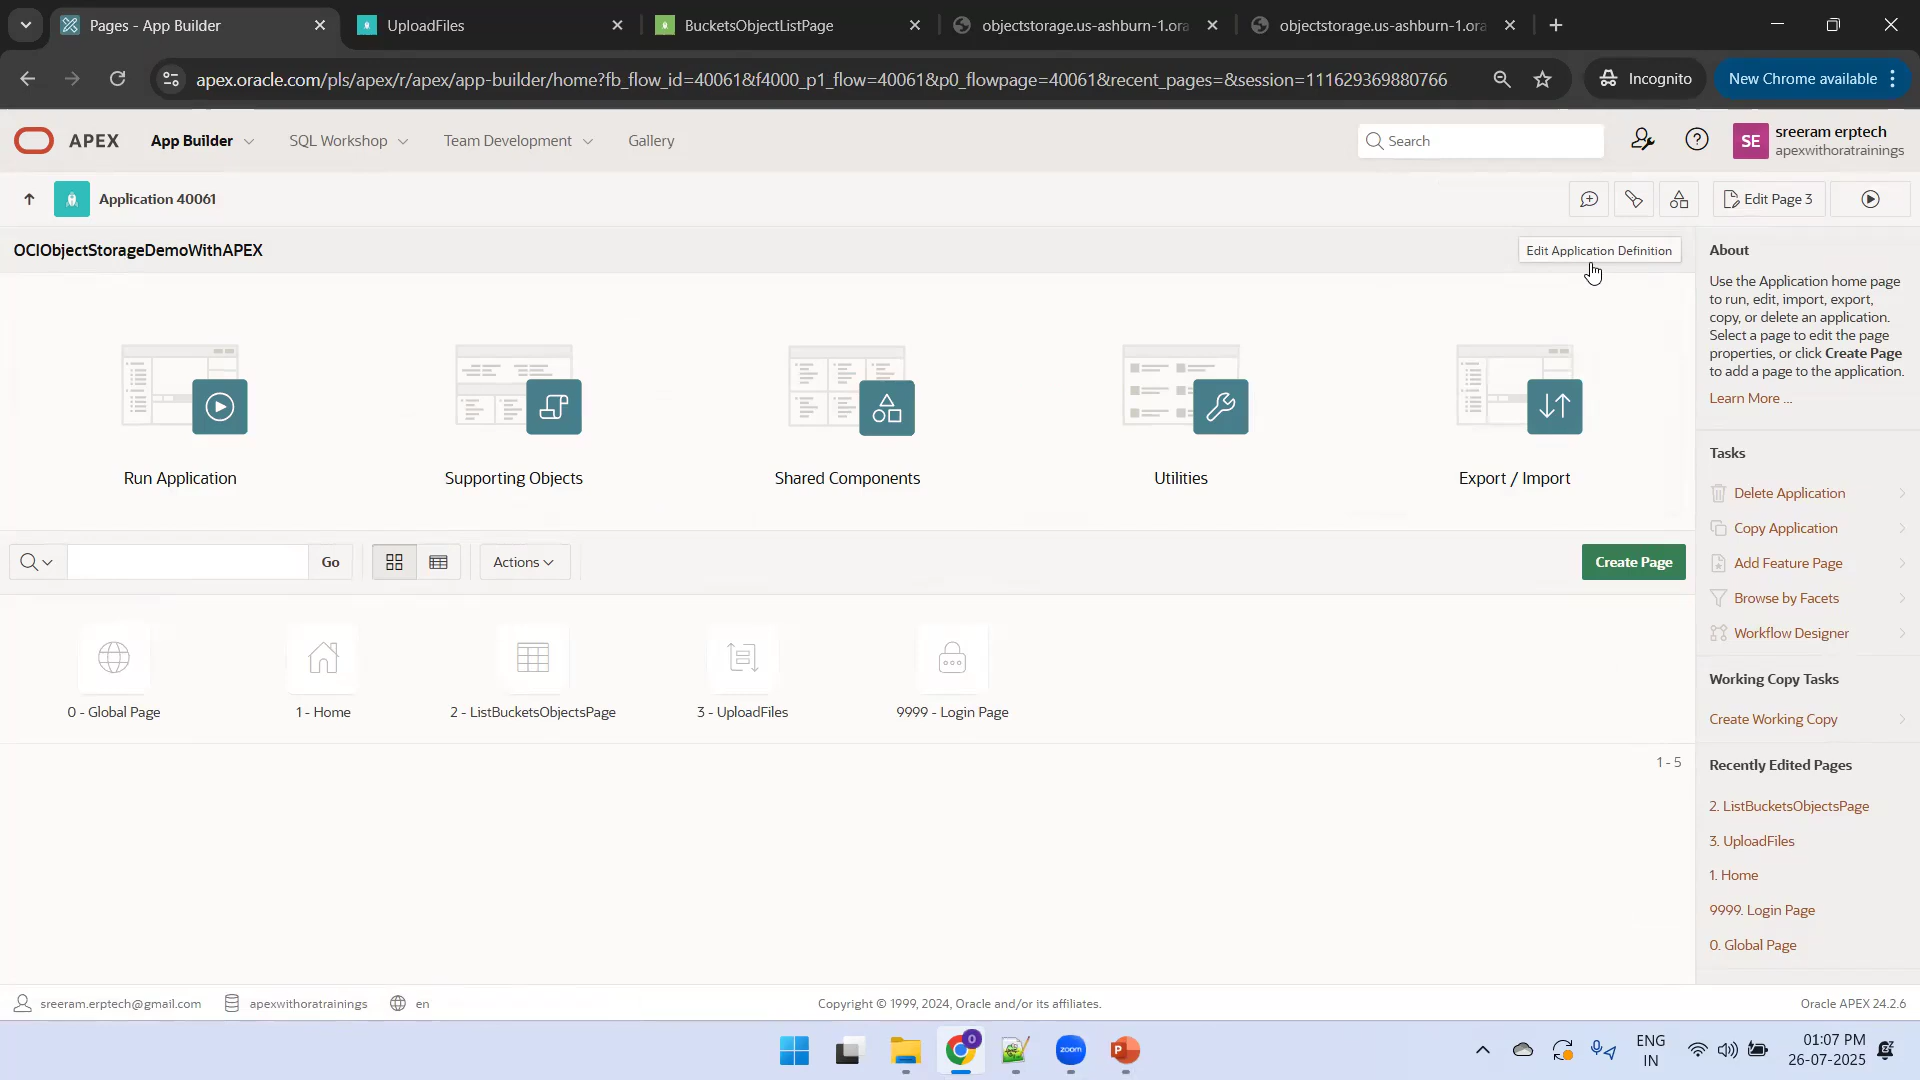 Pages - App Builder
UploadFiles
BucketsObjectListPage
objectstorage.us-ashburn-1.ora
objectstorage.us-ashburn-1.ora
apex.oracle.com/pls/apex/r/apex/app-builder/home?fb_flow_id=40061&f4000_p1_flow=40061&p0_flowpage=40061&recent_pages=&session=111629369880766
Incognito
New Chrome available
APEX
App Builder
SQL Workshop
Team Development
Gallery
Search
SE
sreeram erptech
apexwithoratrainings
Application 40061
Edit Page 3
OCIObjectStorageDemoWithAPEX
Edit Application Definition
Run Application
Supporting Objects
Shared Components
Utilities
Export / Import
Go
Actions
Create Page
0 - Global Page
1 - Home
2 - ListBucketsObjectsPage
3 - UploadFiles
9999 - Login Page
1 - 5
About
Use the Application home page
to run, edit, import, export,
copy, or delete an application.
Select a page to edit the page
properties, or click Create Page
to add a page to the application.
Learn More ...
Tasks
Delete Application
Copy Application
Add Feature Page
Browse by Facets
Workflow Designer
Working Copy Tasks
Create Working Copy
Recently Edited Pages
2. ListBucketsObjectsPage
3. UploadFiles
1. Home
9999. Login Page
0. Global Page
sreeram.erptech@gmail.com
apexwithoratrainings
en
Copyright © 1999, 2024, Oracle and/or its affiliates.
Oracle APEX 24.2.6
0
zoom
P
ENG
IN
01:07 PM
26-07-2025